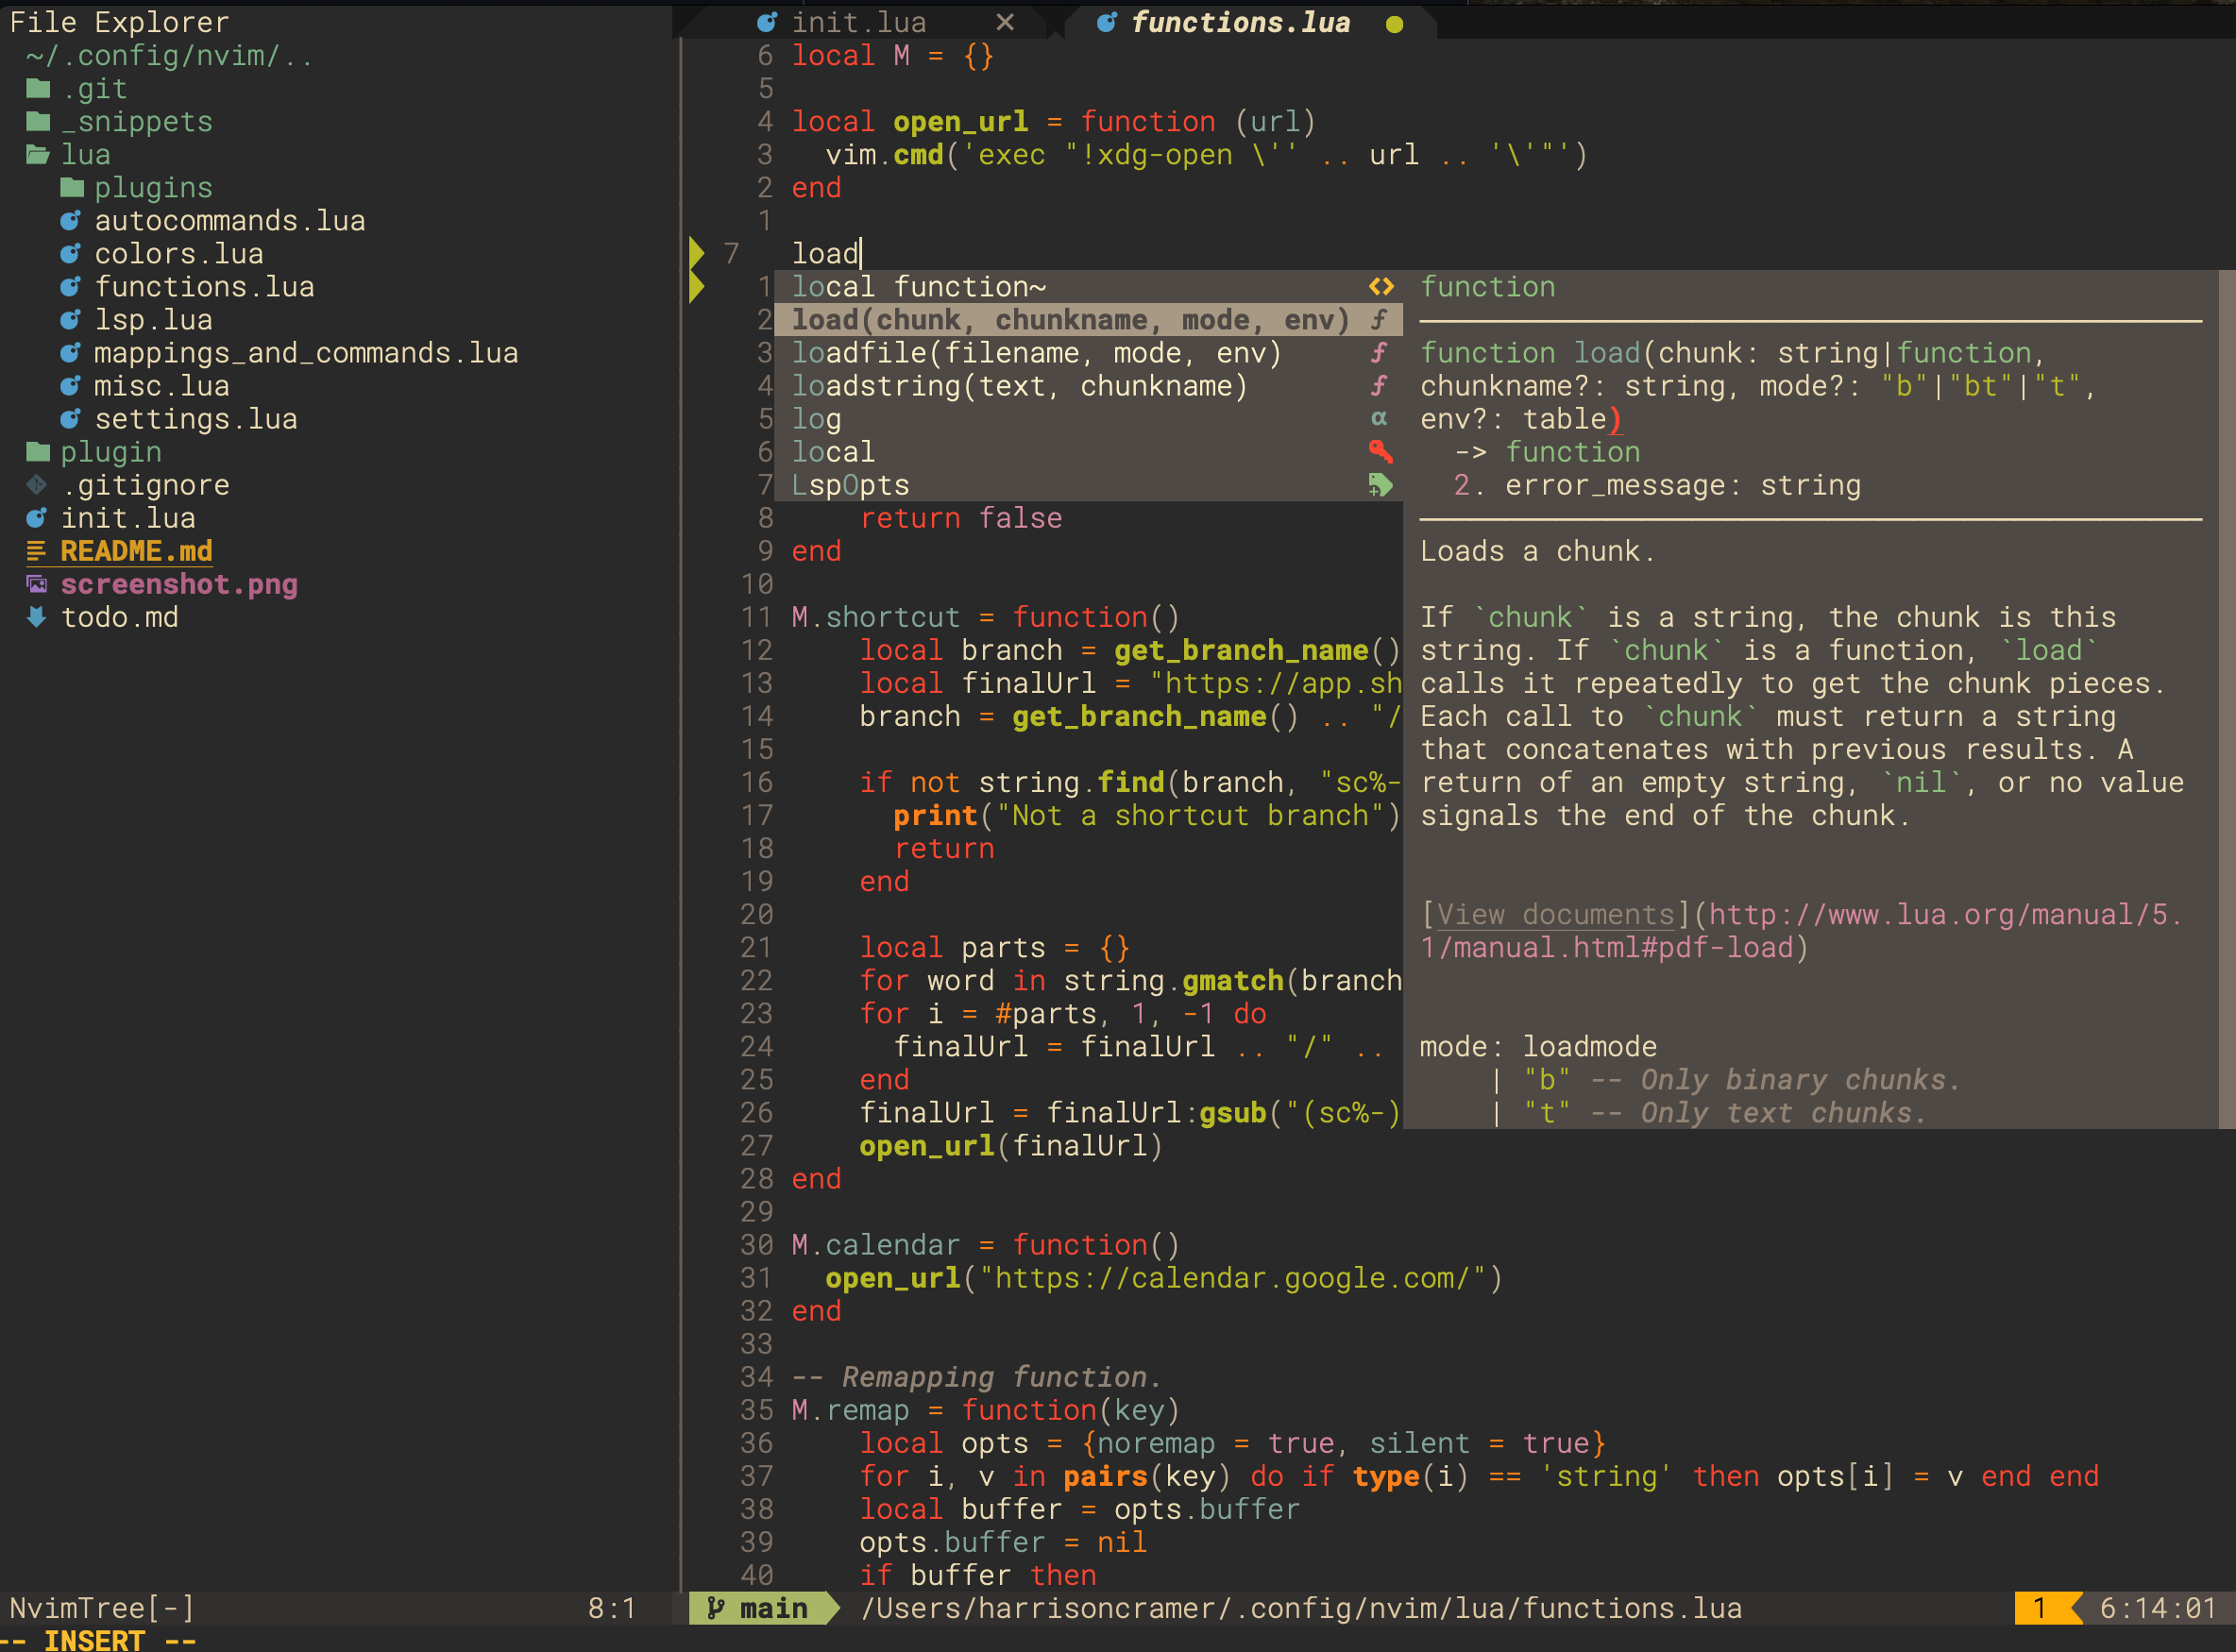 File Explorer
~/.config/nvim/..
.git
_snippets
lua
plugins
autocommands.lua
colors.lua
functions.lua
lsp.lua
mappings_and_commands.lua
misc.lua
settings.lua
plugin
.gitignore
init.lua
README.md
screenshot.png
todo.md
NvimTree[-] 8:1
init.lua ✕ functions.lua
6 local M = {}
5
4 local open_url = function (url)
3 vim.cmd('exec "!xdg-open \'' .. url .. '\'"')
2 end
1
7 load
1 local function~
2 load(chunk, chunkname, mode, env) ƒ
3 loadfile(filename, mode, env) ƒ
4 loadstring(text, chunkname) ƒ
5 log α
6 local
7 LspOpts
8 return false
9 end
10
11 M.shortcut = function()
12 local branch = get_branch_name()
13 local finalUrl = "https://app.sh
14 branch = get_branch_name() .. "/
15
16 if not string.find(branch, "sc%-
17 print("Not a shortcut branch")
18 return
19 end
20
21 local parts = {}
22 for word in string.gmatch(branch
23 for i = #parts, 1, -1 do
24 finalUrl = finalUrl .. "/" ..
25 end
26 finalUrl = finalUrl:gsub("(sc%-)
27 open_url(finalUrl)
28 end
29
30 M.calendar = function()
31 open_url("https://calendar.google.com/")
32 end
33
34 -- Remapping function.
35 M.remap = function(key)
36 local opts = {noremap = true, silent = true}
37 for i, v in pairs(key) do if type(i) == 'string' then opts[i] = v end end
38 local buffer = opts.buffer
39 opts.buffer = nil
40 if buffer then
function
function load(chunk: string|function,
chunkname?: string, mode?: "b"|"bt"|"t",
env?: table)
-> function
2. error_message: string
Loads a chunk.
If `chunk` is a string, the chunk is this
string. If `chunk` is a function, `load`
calls it repeatedly to get the chunk pieces.
Each call to `chunk` must return a string
that concatenates with previous results. A
return of an empty string, `nil`, or no value
signals the end of the chunk.
[View documents](http://www.lua.org/manual/5.
1/manual.html#pdf-load)
mode: loadmode
| "b" -- Only binary chunks.
| "t" -- Only text chunks.
main /Users/harrisoncramer/.config/nvim/lua/functions.lua 1 6:14:01
-- INSERT --